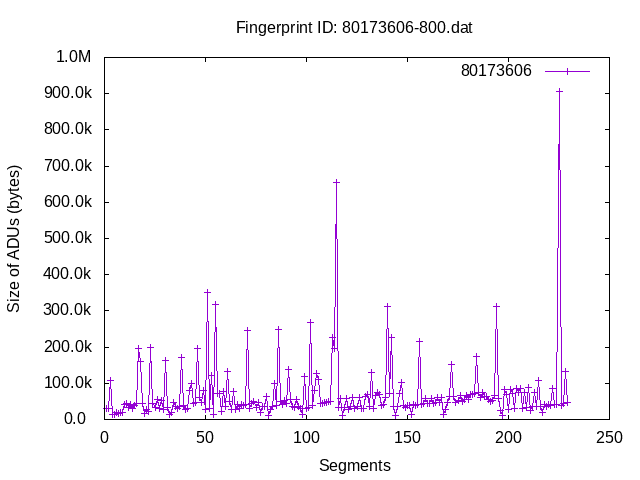 Fingerprint ID: 80173606-800.dat
1.0M
80173606
900.0k
800.0k
700.0k
600.0k
500.0k
400.0k
300.0k
200.0k
100.0k
0.0
Size of ADUs (bytes)
0 50 100 150 200 250
Segments